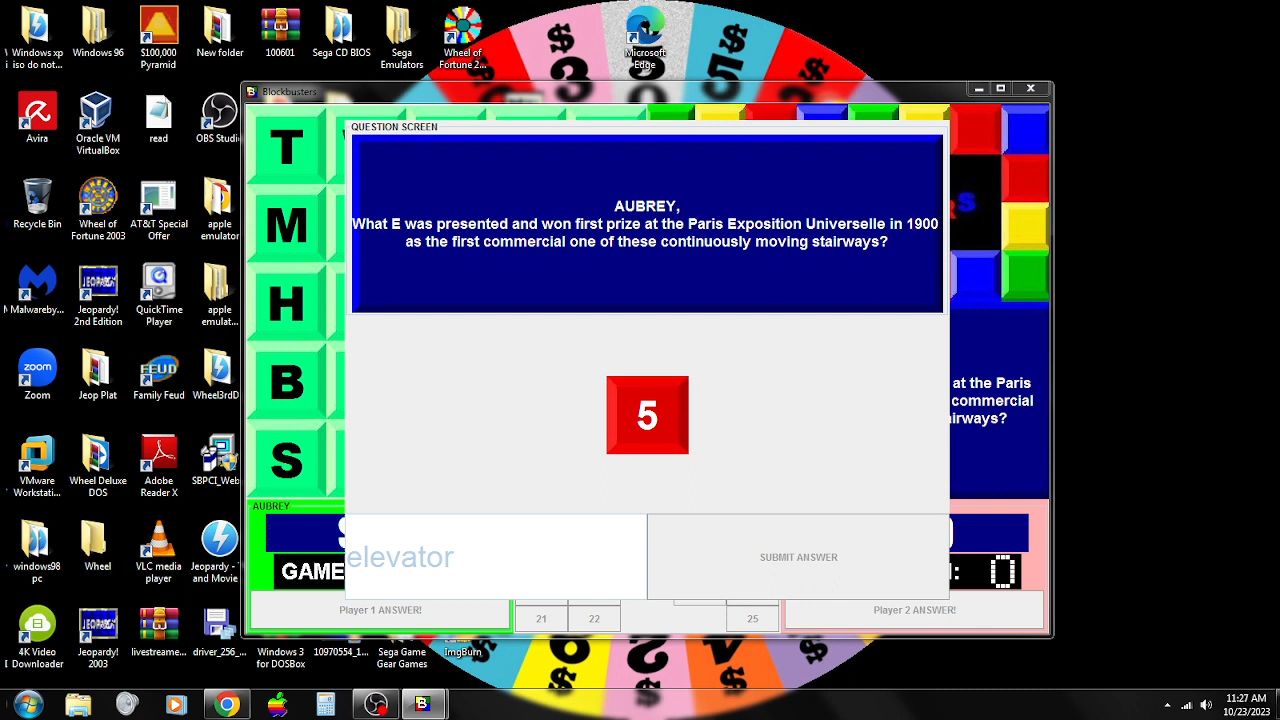 Windows xp
iso do not...
Windows 96
$100,000
Pyramid
New folder
100601
Sega CD BIOS
Sega
Emulators
Wheel of
Fortune 2...
Microsoft
Edge
Avira
Oracle VM
VirtualBox
read
OBS Studio
Recycle Bin
Wheel of
Fortune 2003
AT&T Special
Offer
apple
emulator
Malwareby...
Jeopardy!
2nd Edition
QuickTime
Player
apple
emulat...
zoom
Zoom
Jeop Plat
FEUD
Family Feud
Wheel3rdD
VMware
Workstati...
Wheel Deluxe
DOS
Adobe
Reader X
SBPCI_Web
windows98
pc
Wheel
VLC media
player
Jeopardy -
and Movie
4K Video
Downloader
Jeopardy!
2003
livestreame...
driver_256_...
Windows 3
for DOSBox
10970554_1...
Sega Game
Gear Games
ImgBurn
Blockbusters
T
M
H
B
S
QUESTION SCREEN
AUBREY,
What E was presented and won first prize at the Paris Exposition Universelle in 1900
as the first commercial one of these continuously moving stairways?
5
at the Paris
commercial
irways?
AUBREY
GAME
elevator
SUBMIT ANSWER
0
Player 1 ANSWER!
21
22
25
Player 2 ANSWER!
11:27 AM
10/23/2023